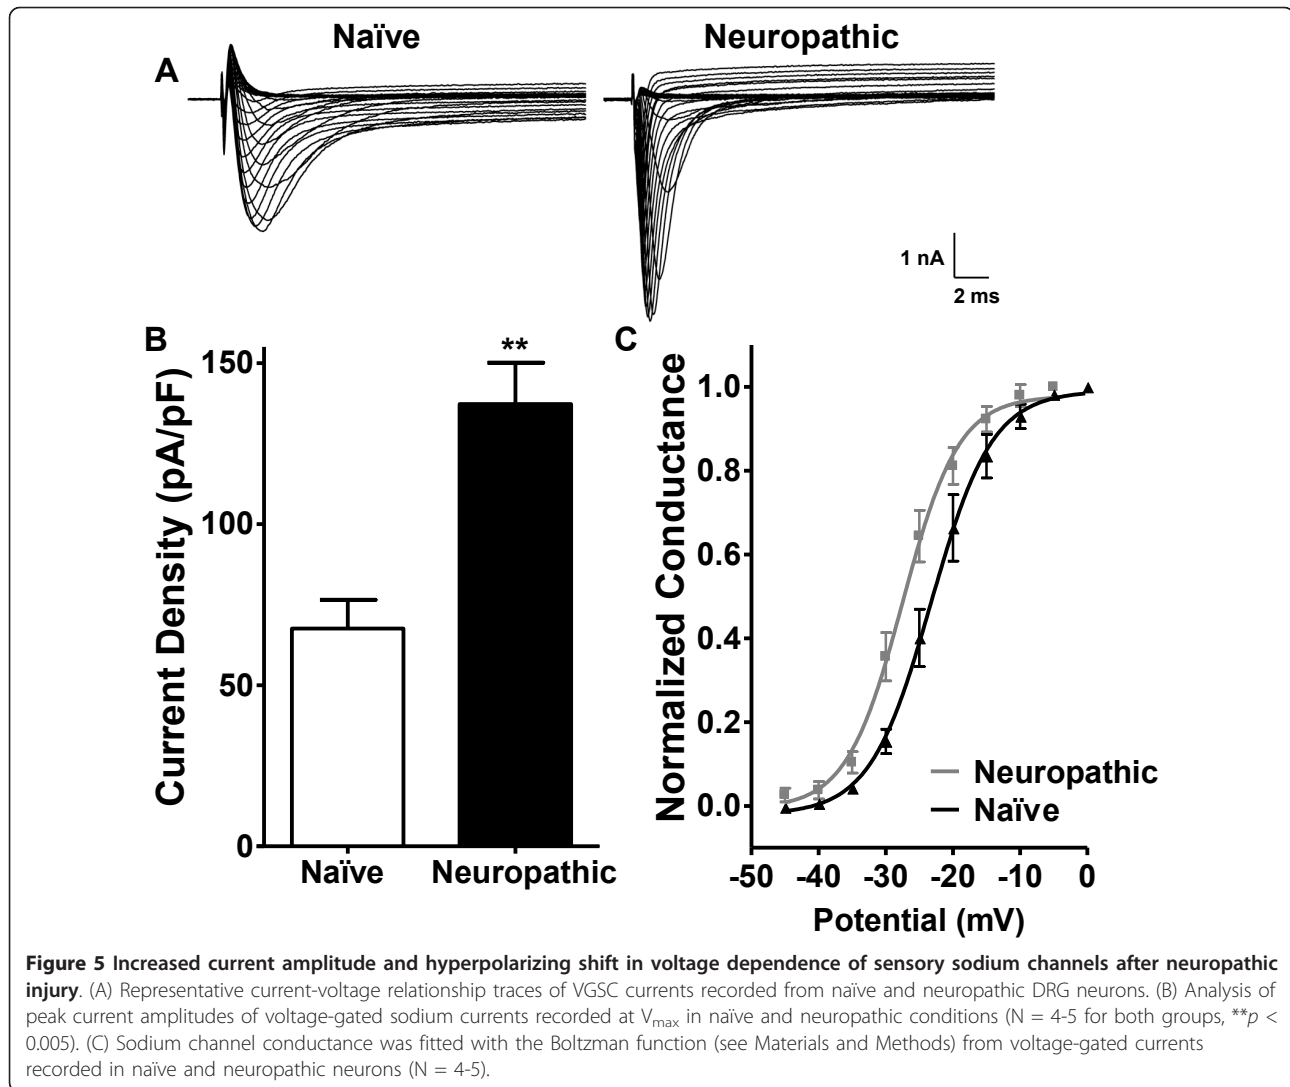 Naïve
Neuropathic
A
1 nA
2 ms
B
**
Current Density (pA/pF)
150
100
50
0
Naïve
Neuropathic
C
Normalized Conductance
1.0
0.8
0.6
0.4
0.2
0.0
Neuropathic
Naïve
-50
-40
-30
-20
-10
0
Potential (mV)
Figure 5 Increased current amplitude and hyperpolarizing shift in voltage dependence of sensory sodium channels after neuropathic
injury. (A) Representative current-voltage relationship traces of VGSC currents recorded from naïve and neuropathic DRG neurons. (B) Analysis of
peak current amplitudes of voltage-gated sodium currents recorded at Vmax in naïve and neuropathic conditions (N = 4-5 for both groups, **p <
0.005). (C) Sodium channel conductance was fitted with the Boltzman function (see Materials and Methods) from voltage-gated currents
recorded in naïve and neuropathic neurons (N = 4-5).